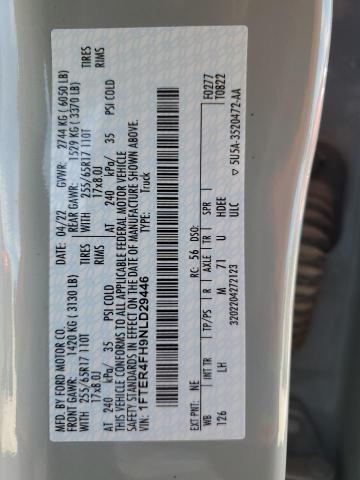 MFD. BY FORD MOTOR CO.
DATE: 04/22 GVWR: 2744 KG ( 6050 LB)
FRONT GAWR: 1420 KG ( 3130 LB) REAR GAWR: 1529 KG ( 3370 LB)
WITH 255/65R17 110T TIRES WITH 255/65R17 110T TIRES
17x8.0J RIMS 17x8.0J RIMS
AT 240 kPa/ 35 PSI COLD AT 240 kPa/ 35 PSI COLD
THIS VEHICLE CONFORMS TO ALL APPLICABLE FEDERAL MOTOR VEHICLE
SAFETY STANDARDS IN EFFECT ON THE DATE OF MANUFACTURE SHOWN ABOVE.
VIN: 1FTER4FH9NLD29446 TYPE: Truck
EXT PNT: NE RC: 56 DSO: F0277
WB INT TR TP/PS R AXLE TR SPR T0822
126 LH M 71 U HDEE
ULC
3202204272123 ▽ 5U5A-3520472-AA